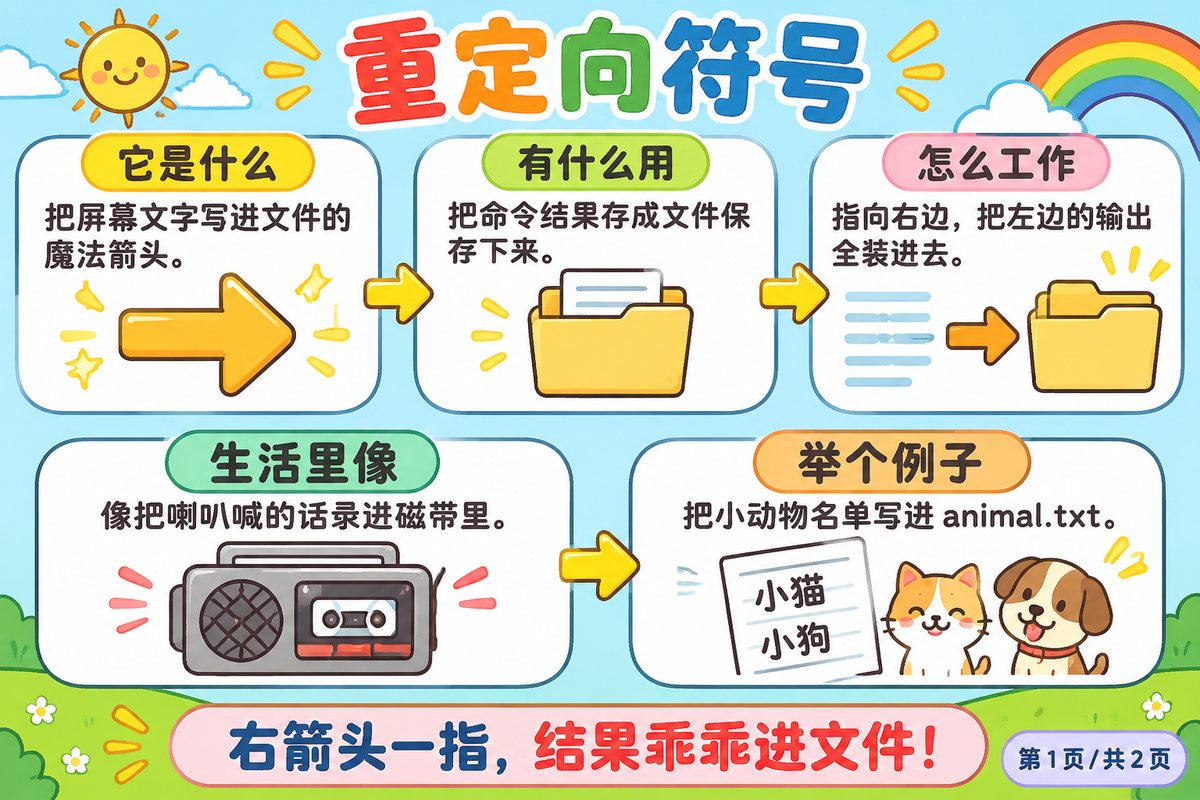 重定向符号
它是什么
把屏幕文字写进文件的
魔法箭头。
有什么用
把命令结果存成文件保
存下来。
怎么工作
指向右边，把左边的输出
全装进去。
生活里像
像把喇叭喊的话录进磁带里。
举个例子
把小动物名单写进 animal.txt。
小猫
小狗
右箭头一指，结果乖乖进文件！
第1页/共2页